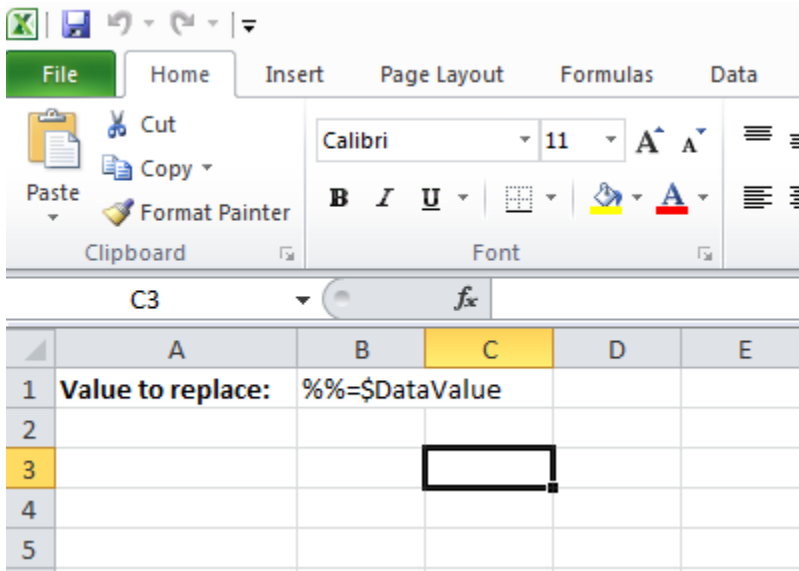 File Home Insert Page Layout Formulas Data
Cut
Calibri 11 A A
Copy
Paste
B I U A
Format Painter
Clipboard Font
C3 fx
A B C D E
1 Value to replace: %%=$DataValue
2
3
4
5